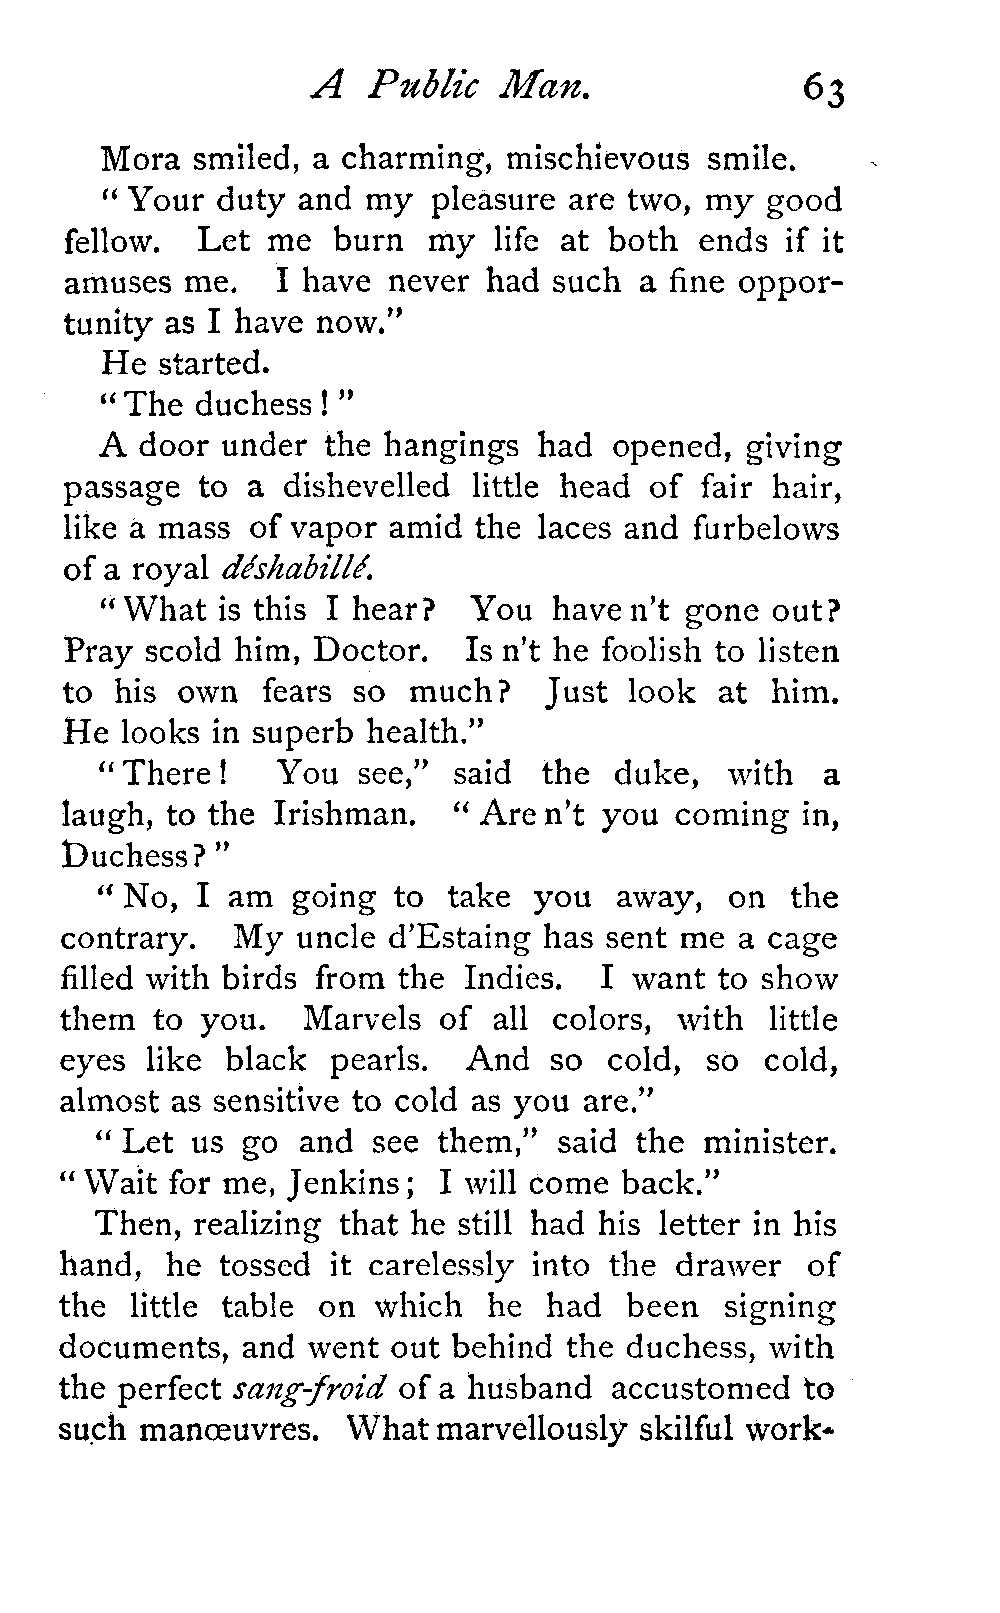 A Public Man. 63
Mora smiled, a charming, mischievous smile.
“ Your duty and my pleasure are two, my good
fellow. Let me burn my life at both ends if it
amuses me. I have never had such a fine oppor-
tunity as I have now.”
He started.
“ The duchess ! ”
A door under the hangings had opened, giving
passage to a dishevelled little head of fair hair,
like a mass of vapor amid the laces and furbelows
of a royal déshabillé.
“ What is this I hear? You have n’t gone out?
Pray scold him, Doctor. Is n’t he foolish to listen
to his own fears so much? Just look at him.
He looks in superb health.”
“ There ! You see,” said the duke, with a
laugh, to the Irishman. “ Are n’t you coming in,
Duchess? ”
“ No, I am going to take you away, on the
contrary. My uncle d’Estaing has sent me a cage
filled with birds from the Indies. I want to show
them to you. Marvels of all colors, with little
eyes like black pearls. And so cold, so cold,
almost as sensitive to cold as you are.”
“ Let us go and see them,” said the minister.
“ Wait for me, Jenkins ; I will come back.”
Then, realizing that he still had his letter in his
hand, he tossed it carelessly into the drawer of
the little table on which he had been signing
documents, and went out behind the duchess, with
the perfect sang-froid of a husband accustomed to
such manœuvres. What marvellously skilful work-